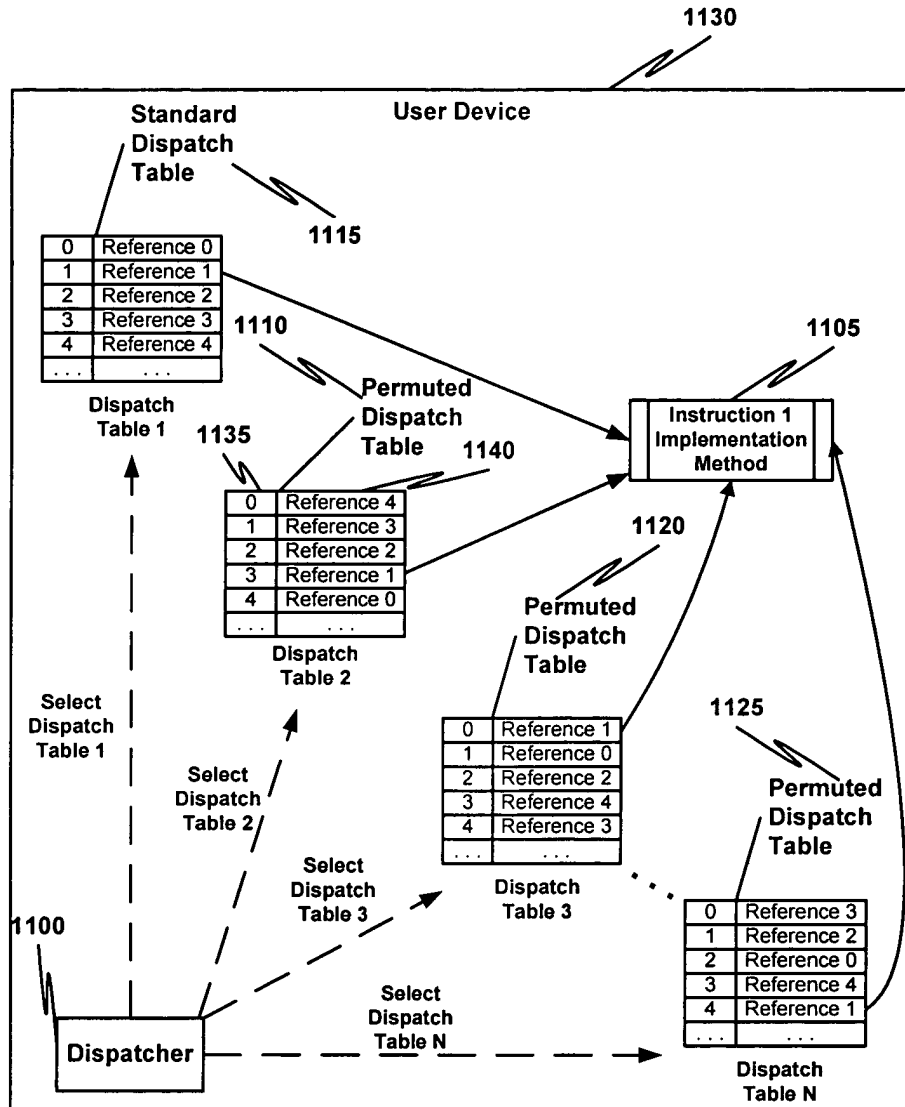 1130
User Device
Standard
Dispatch
Table
1115
0 Reference 0
1 Reference 1
2 Reference 2
3 Reference 3
4 Reference 4
. . . . . .
Dispatch
Table 1
1110
Permuted
Dispatch
Table
1105
Instruction 1
Implementation
Method
1135
1140
0 Reference 4
1 Reference 3
2 Reference 2
3 Reference 1
4 Reference 0
. . . . . .
Dispatch
Table 2
1120
Permuted
Dispatch
Table
0 Reference 1
1 Reference 0
2 Reference 2
3 Reference 4
4 Reference 3
. . . . . .
Dispatch
Table 3
1125
Permuted
Dispatch
Table
0 Reference 3
1 Reference 2
2 Reference 0
3 Reference 4
4 Reference 1
. . . . . .
Dispatch
Table N
Select
Dispatch
Table 1
Select
Dispatch
Table 2
Select
Dispatch
Table 3
Select
Dispatch
Table N
1100
Dispatcher